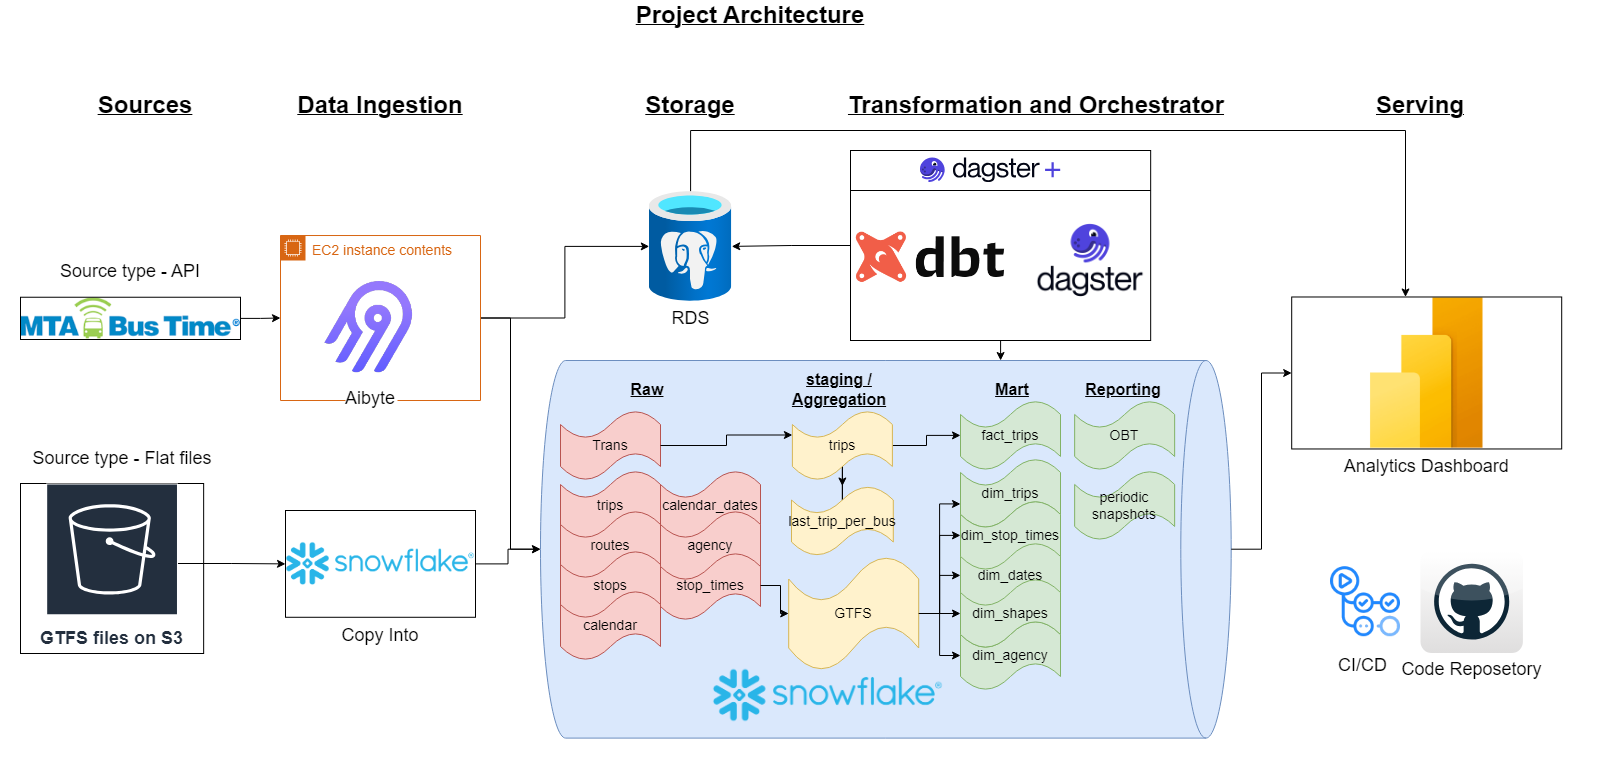 Project Architecture
Sources
Data Ingestion
Storage
Transformation and Orchestrator
Serving
dagster +
EC2 instance contents
dbt
dagster
Source type - API
MTA Bus Time®
RDS
Aibyte
Source type - Flat files
GTFS files on S3
snowflake®
Copy Into
Raw
staging /
Aggregation
Mart
Reporting
Trans
trips
fact_trips
OBT
trips
calendar_dates
last_trip_per_bus
dim_trips
periodic
snapshots
routes
agency
dim_stop_times
stops
stop_times
dim_dates
calendar
GTFS
dim_shapes
dim_agency
snowflake®
Analytics Dashboard
CI/CD
Code Reposetory